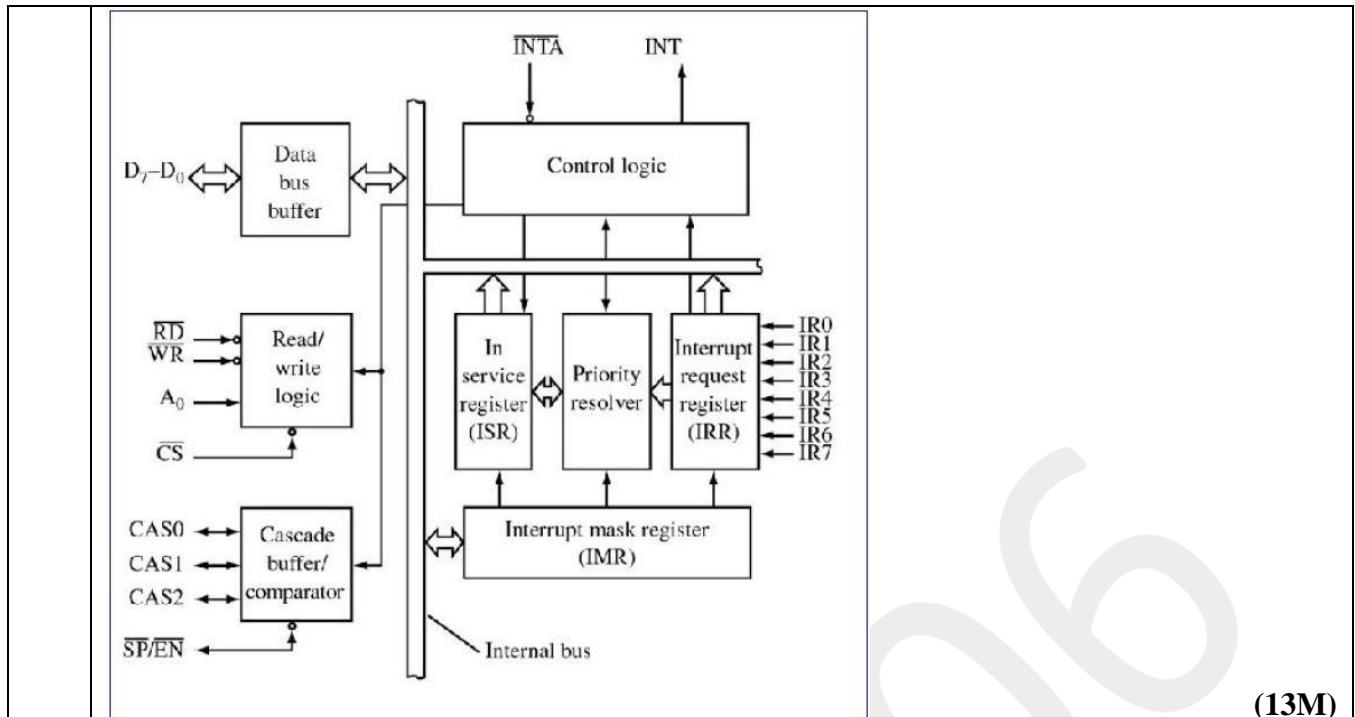 INTA INT
Control logic
D7–D0
Data
bus
buffer
RD
WR
A0
CS
Read/
write
logic
In
service
register
(ISR)
Priority
resolver
Interrupt
request
register
(IRR)
IR0
IR1
IR2
IR3
IR4
IR5
IR6
IR7
CAS0
CAS1
CAS2
SP/EN
Cascade
buffer/
comparator
Interrupt mask register
(IMR)
Internal bus
(13M)